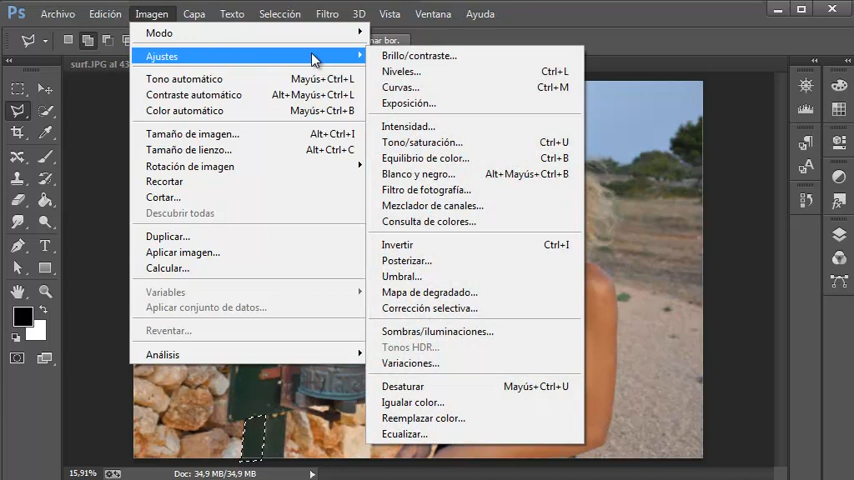 Ps Archivo Edición Imagen Capa Texto Selección Filtro 3D Vista Ventana Ayuda
Modo
nar bor.
Ajustes
surf.JPG al 43
Tono automático Mayús+Ctrl+L
Contraste automático Alt+Mayús+Ctrl+L
Color automático Mayús+Ctrl+B
Tamaño de imagen... Alt+Ctrl+I
Tamaño de lienzo... Alt+Ctrl+C
Rotación de imagen
Recortar
Cortar...
Descubrir todas
Duplicar...
Aplicar imagen...
Calcular...
Variables
Aplicar conjunto de datos...
Reventar...
Análisis
Brillo/contraste...
Niveles... Ctrl+L
Curvas... Ctrl+M
Exposición...
Intensidad...
Tono/saturación... Ctrl+U
Equilibrio de color... Ctrl+B
Blanco y negro... Alt+Mayús+Ctrl+B
Filtro de fotografía...
Mezclador de canales...
Consulta de colores...
Invertir Ctrl+I
Posterizar...
Umbral...
Mapa de degradado...
Corrección selectiva...
Sombras/iluminaciones...
Tonos HDR...
Variaciones...
Desaturar Mayús+Ctrl+U
Igualar color...
Reemplazar color...
Ecualizar...
15,91% Doc: 34,9 MB/34,9 MB